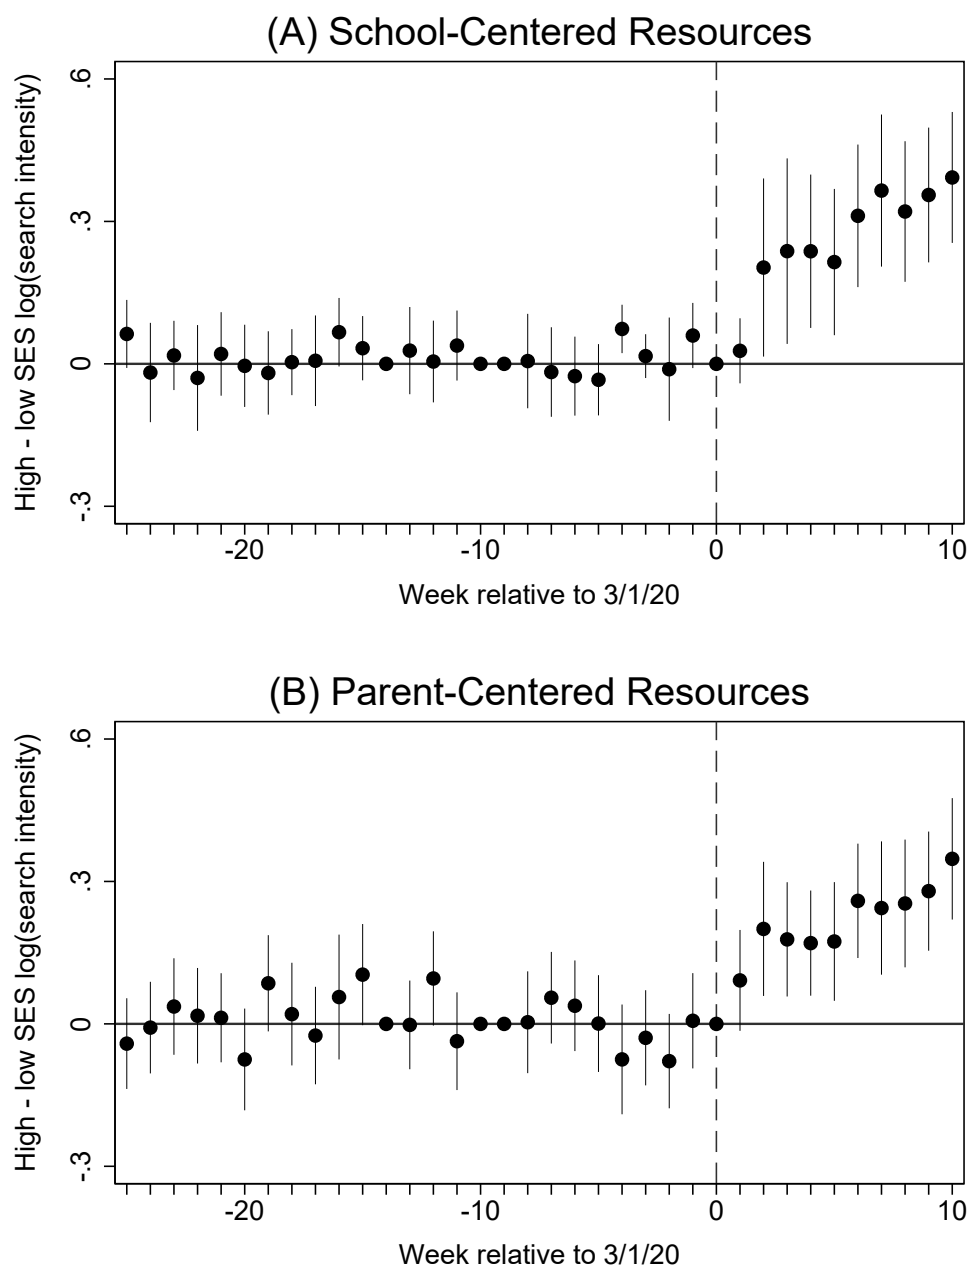 (A) School-Centered Resources
High - low SES log(search intensity)
.6
.3
0
-.3
-20 -10 0 10
Week relative to 3/1/20
(B) Parent-Centered Resources
High - low SES log(search intensity)
.6
.3
0
-.3
-20 -10 0 10
Week relative to 3/1/20